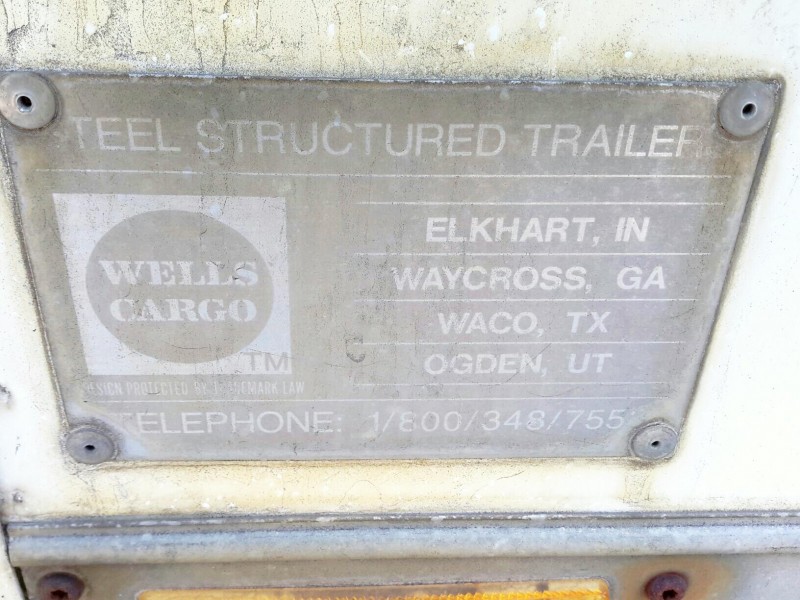 TEEL STRUCTURED TRAILER
WELLS
CARGO
TM
ELKHART, IN
WAYCROSS, GA
WACO, TX
OGDEN, UT
DESIGN PROTECTED BY TRADEMARK LAW
TELEPHONE: 1/800/348/755